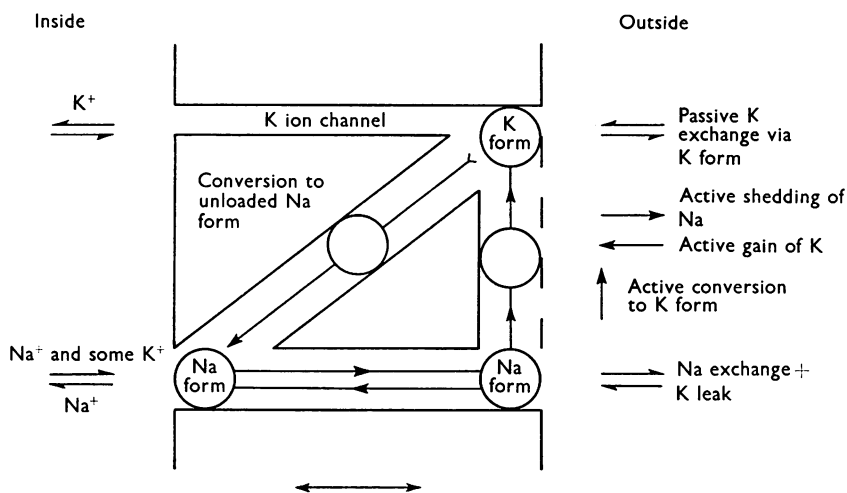 Inside
Outside
K⁺
K ion channel
K
form
Passive K
exchange via
K form
Conversion to
unloaded Na
form
Active shedding of
Na
Active gain of K
Active conversion
to K form
Na⁺ and some K⁺
Na⁺
Na
form
Na
form
Na exchange +
K leak